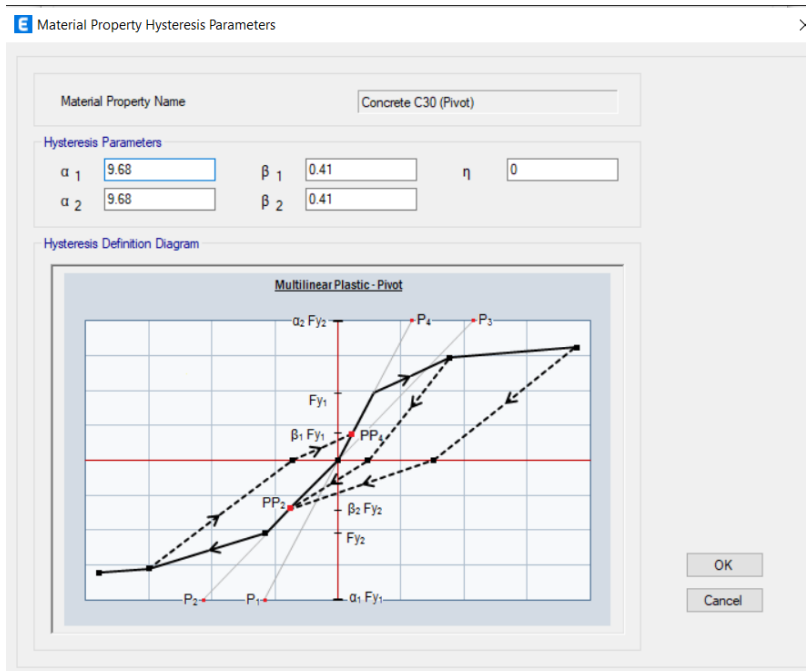 E Material Property Hysteresis Parameters
Material Property Name Concrete C30 (Pivot)
Hysteresis Parameters
α 1 9.68 β 1 0.41 η 0
α 2 9.68 β 2 0.41
Hysteresis Definition Diagram
Multilinear Plastic - Pivot
α₂ Fy₂ P₄ P₃
Fy₁
β₁ Fy₁ PP₄
PP₂ β₂ Fy₂
Fy₂
P₂ P₁ α₁ Fy₁
OK
Cancel